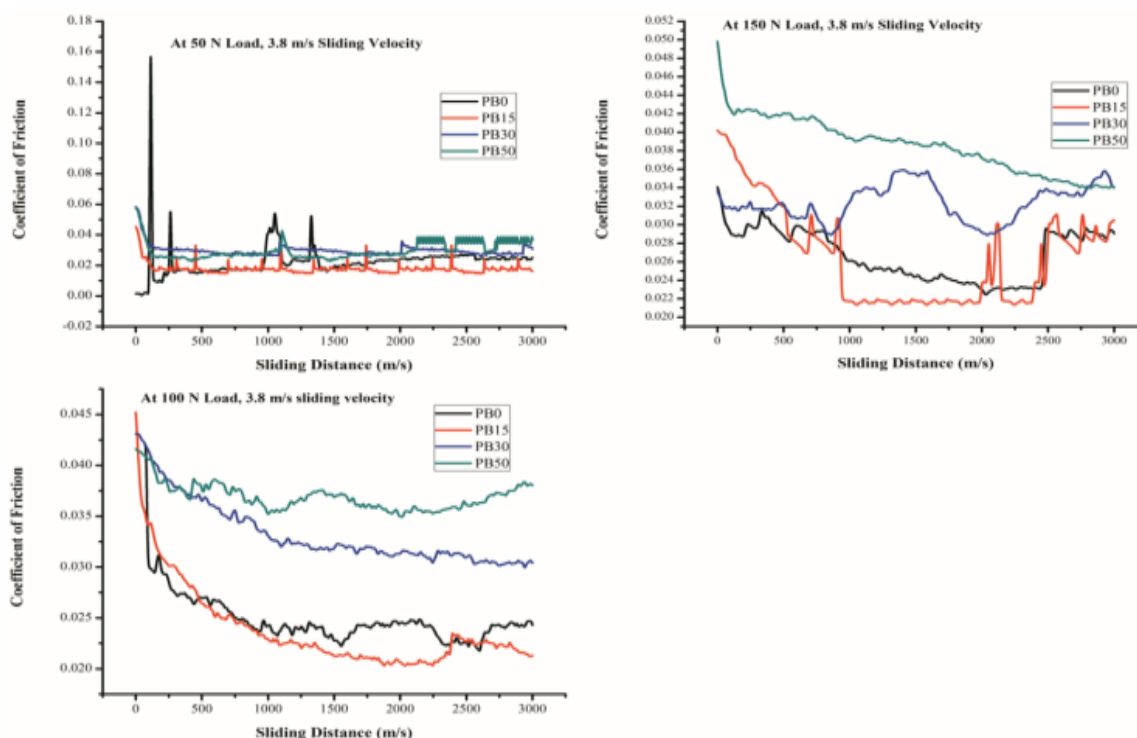 At 50 N Load, 3.8 m/s Sliding Velocity
Coefficient of Friction
0.18
0.16
0.14
0.12
0.10
0.08
0.06
0.04
0.02
0.00
-0.02
PB0
PB15
PB30
PB50
0 500 1000 1500 2000 2500 3000
Sliding Distance (m/s)
At 150 N Load, 3.8 m/s Sliding Velocity
Coefficient of Friction
0.052
0.050
0.048
0.046
0.044
0.042
0.040
0.038
0.036
0.034
0.032
0.030
0.028
0.026
0.024
0.022
0.020
PB0
PB15
PB30
PB50
0 500 1000 1500 2000 2500 3000
Sliding Distance (m/s)
At 100 N Load, 3.8 m/s sliding velocity
Coefficient of Friction
0.045
0.040
0.035
0.030
0.025
0.020
PB0
PB15
PB30
PB50
0 500 1000 1500 2000 2500 3000
Sliding Distance (m/s)